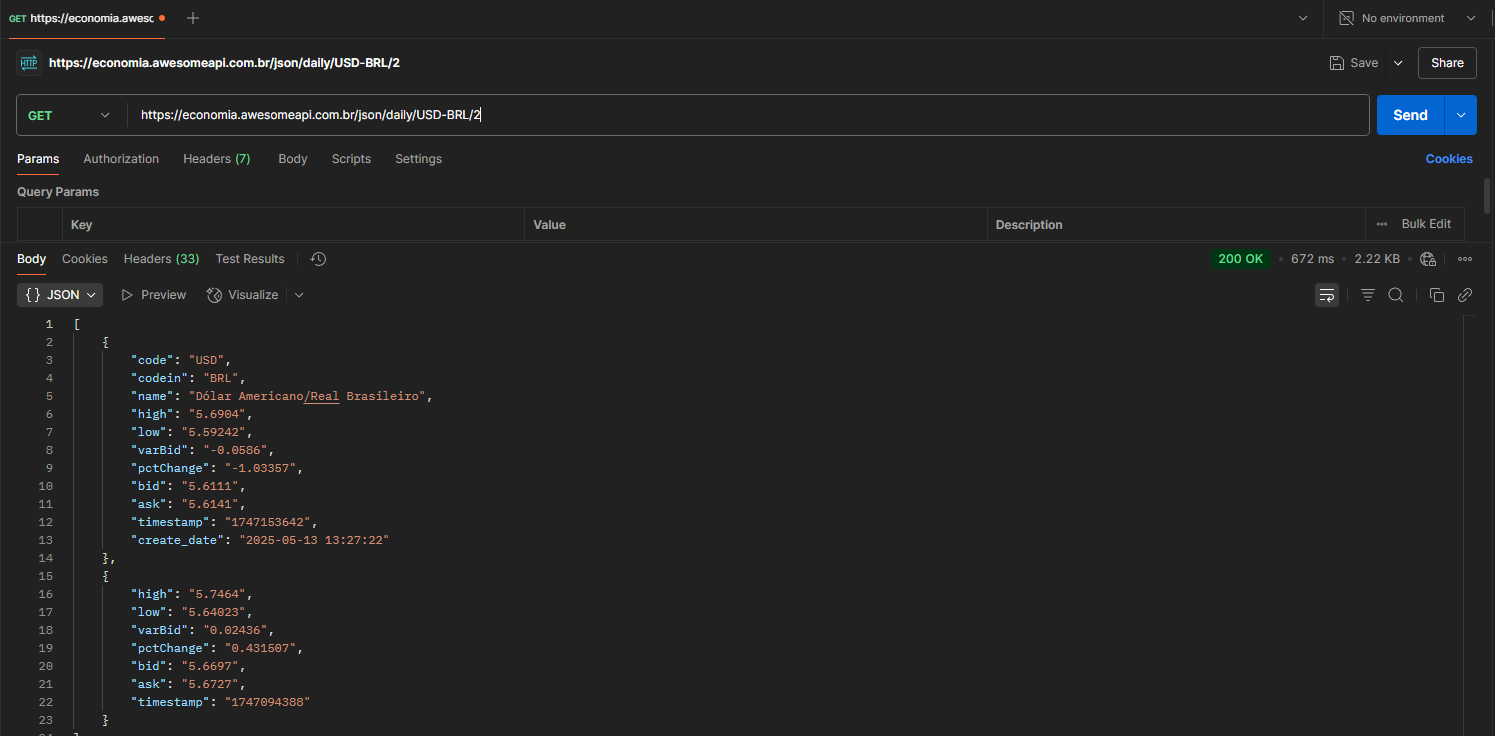 GET https://economia.aweso
No environment
HTTP https://economia.awesomeapi.com.br/json/daily/USD-BRL/2
Save
Share
GET https://economia.awesomeapi.com.br/json/daily/USD-BRL/2
Send
Params Authorization Headers (7) Body Scripts Settings
Cookies
Query Params
Key Value Description
Bulk Edit
Body Cookies Headers (33) Test Results
200 OK • 672 ms • 2.22 KB •
{} JSON Preview Visualize
1 [
2 {
3 "code": "USD",
4 "codein": "BRL",
5 "name": "Dólar Americano/Real Brasileiro",
6 "high": "5.6904",
7 "low": "5.59242",
8 "varBid": "-0.0586",
9 "pctChange": "-1.03357",
10 "bid": "5.6111",
11 "ask": "5.6141",
12 "timestamp": "1747153642",
13 "create_date": "2025-05-13 13:27:22"
14 },
15 {
16 "high": "5.7464",
17 "low": "5.64023",
18 "varBid": "0.02436",
19 "pctChange": "0.431507",
20 "bid": "5.6697",
21 "ask": "5.6727",
22 "timestamp": "1747094388"
23 }